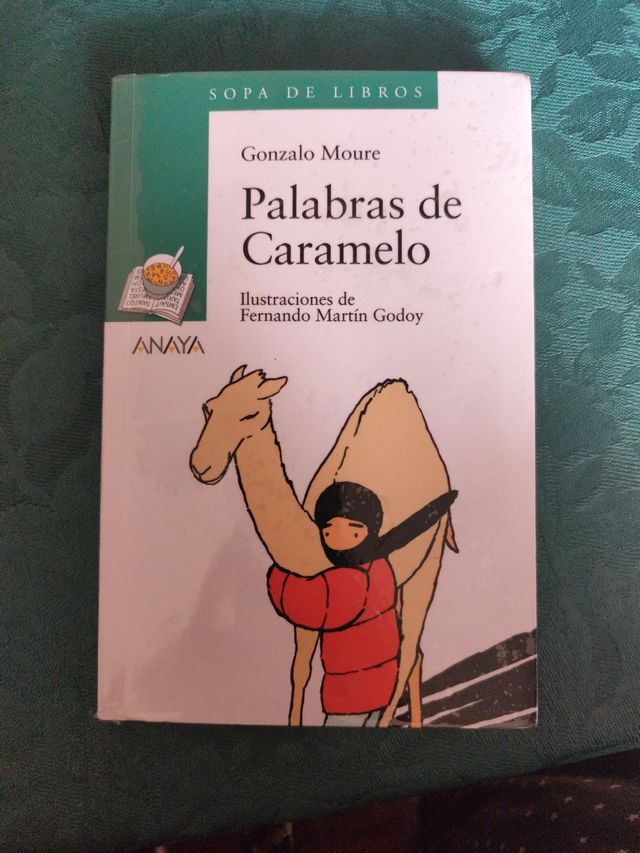 SOPA DE LIBROS
Gonzalo Moure
Palabras de
Caramelo
Ilustraciones de
Fernando Martín Godoy
ANAYA